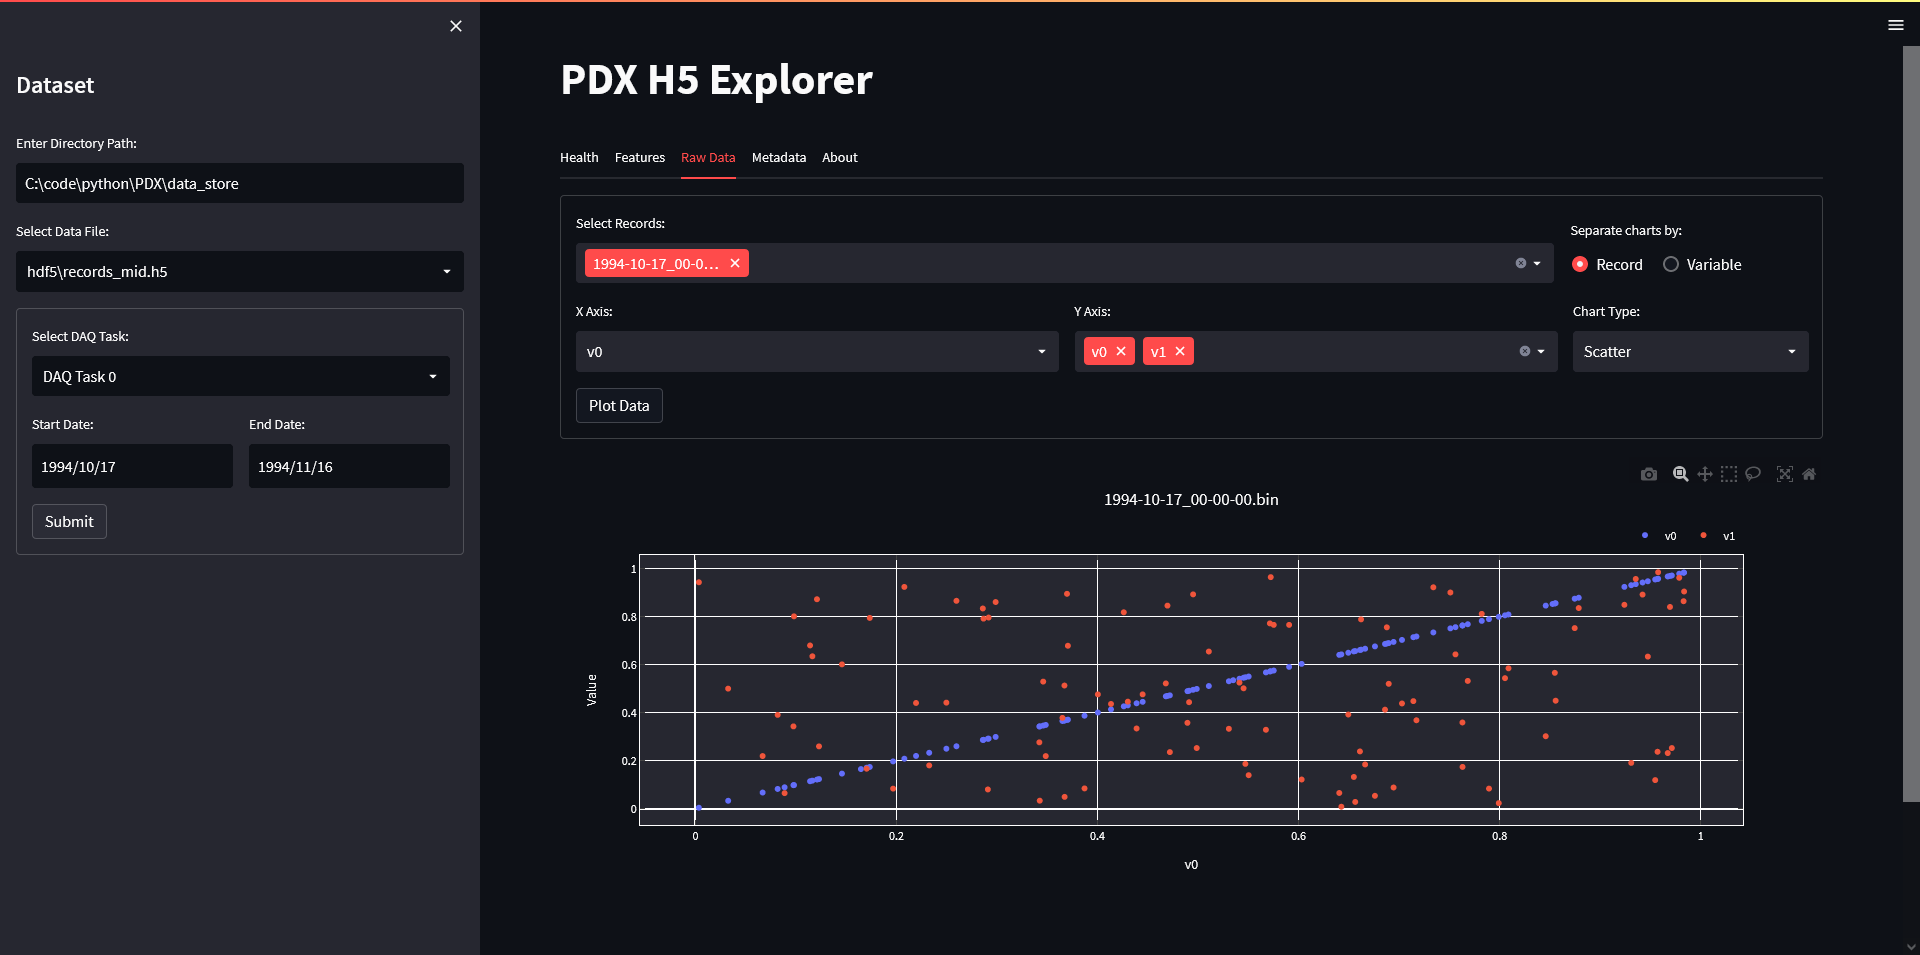 Dataset
Enter Directory Path:
C:\code\python\PDX\data_store
Select Data File:
hdf5\records_mid.h5
Select DAQ Task:
DAQ Task 0
Start Date:
End Date:
1994/10/17
1994/11/16
Submit
PDX H5 Explorer
Health
Features
Raw Data
Metadata
About
Select Records:
1994-10-17_00-0...
Separate charts by:
Record
Variable
X Axis:
v0
Y Axis:
v0
v1
Chart Type:
Scatter
Plot Data
1994-10-17_00-00-00.bin
v0
v1
1
0.8
0.6
0.4
0.2
0
Value
0
0.2
0.4
0.6
0.8
1
v0